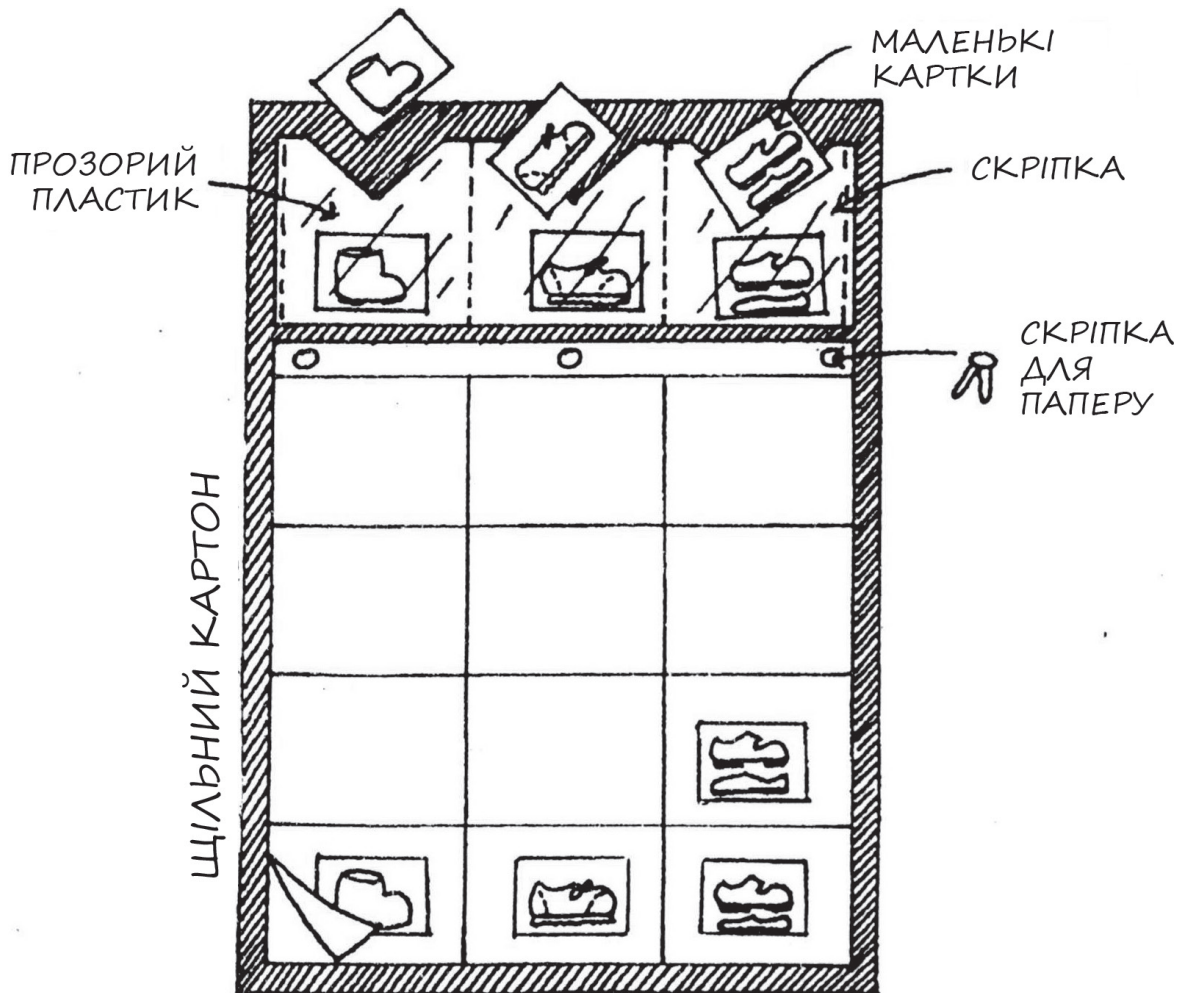 МАЛЕНЬКІ
КАРТКИ
ПРОЗОРИЙ
ПЛАСТИК
СКРІПКА
СКРІПКА
ДЛЯ
ПАПЕРУ
ЩІЛЬНИЙ КАРТОН